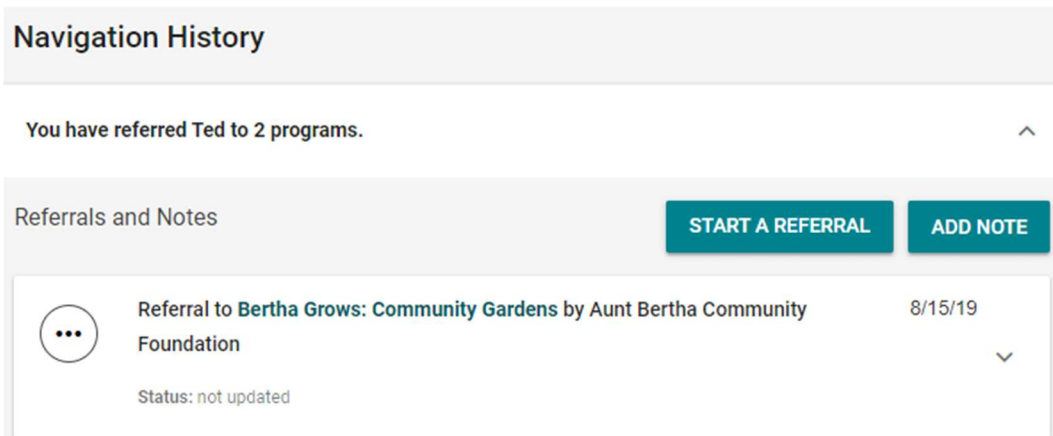 Navigation History
You have referred Ted to 2 programs.
Referrals and Notes
START A REFERRAL
ADD NOTE
Referral to Bertha Grows: Community Gardens by Aunt Bertha Community
Foundation
8/15/19
Status: not updated